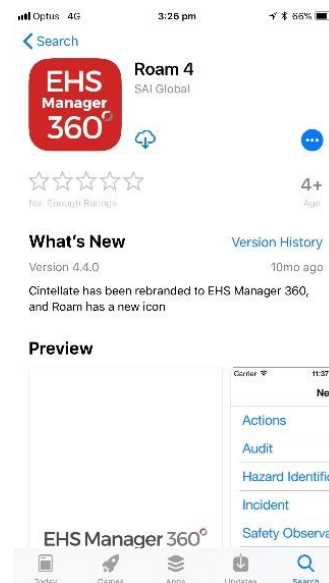 Optus 4G 3:26 pm 66%
Search
EHS
Manager
360°
Roam 4
SAI Global
Not Enough Ratings
4+
Age
What's New
Version History
Version 4.4.0
10mo ago
Cintellate has been rebranded to EHS Manager 360,
and Roam has a new icon
Preview
Carrier 11:37
Ne
Actions
Audit
Hazard Identific
Incident
Safety Observa
EHS Manager 360°
Today Games Apps Updates Search